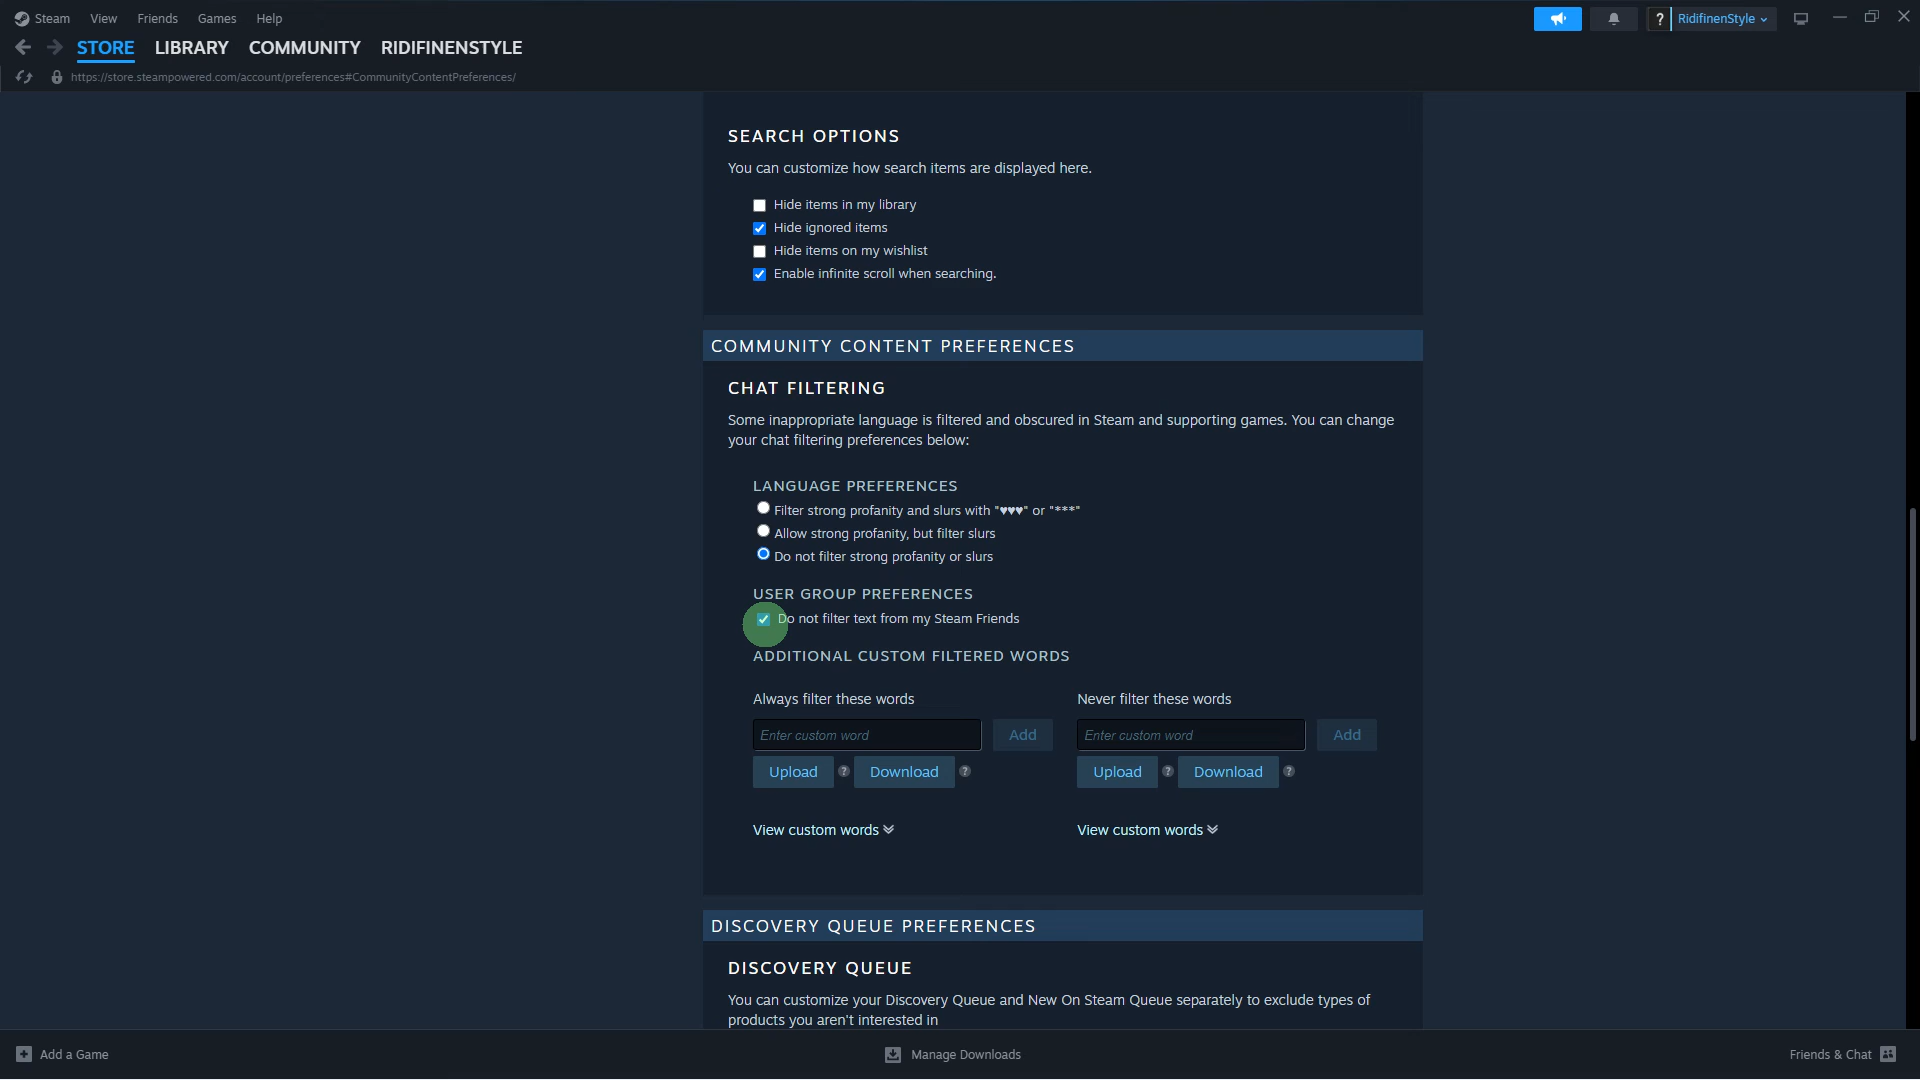 Steam View Friends Games Help
? RidifinenStyle
STORE LIBRARY COMMUNITY RIDIFINENSTYLE
https://store.steampowered.com/account/preferences#CommunityContentPreferences/
SEARCH OPTIONS
You can customize how search items are displayed here.
Hide items in my library
Hide ignored items
Hide items on my wishlist
Enable infinite scroll when searching.
COMMUNITY CONTENT PREFERENCES
CHAT FILTERING
Some inappropriate language is filtered and obscured in Steam and supporting games. You can change
your chat filtering preferences below:
LANGUAGE PREFERENCES
Filter strong profanity and slurs with "♥♥♥" or "***"
Allow strong profanity, but filter slurs
Do not filter strong profanity or slurs
USER GROUP PREFERENCES
Do not filter text from my Steam Friends
ADDITIONAL CUSTOM FILTERED WORDS
Always filter these words Never filter these words
Enter custom word Add Enter custom word Add
Upload ? Download ? Upload ? Download ?
View custom words View custom words
DISCOVERY QUEUE PREFERENCES
DISCOVERY QUEUE
You can customize your Discovery Queue and New On Steam Queue separately to exclude types of
products you aren't interested in
Add a Game Manage Downloads Friends & Chat